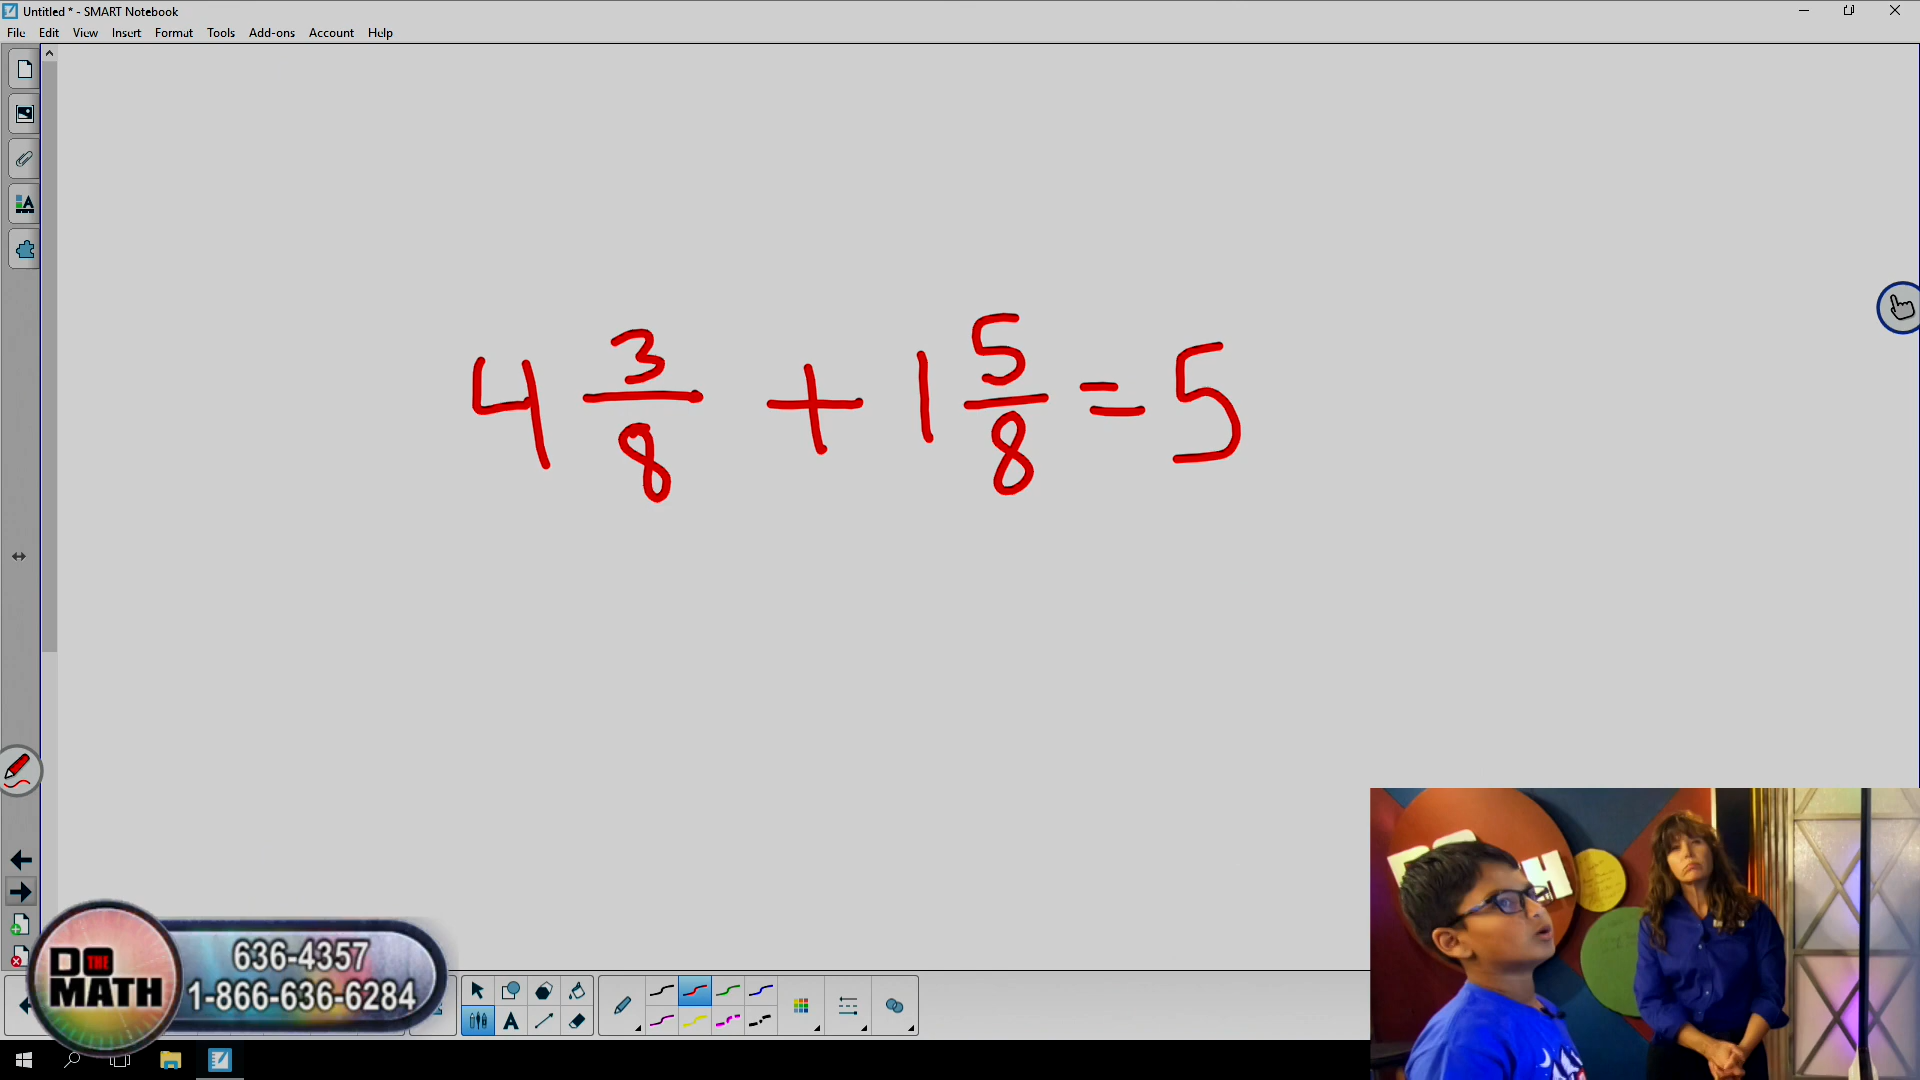 Untitled * - SMART Notebook
File Edit View Insert Format Tools Add-ons Account Help
4 3/8 + 1 5/8 = 5
DO THE MATH
636-4357
1-866-636-6284